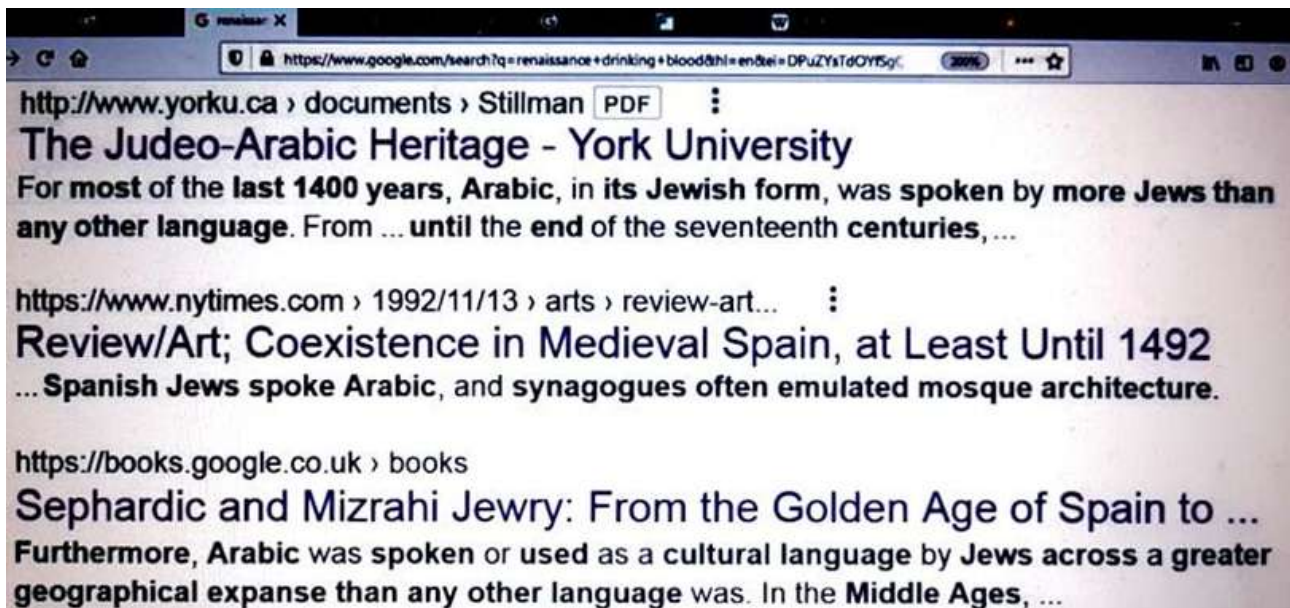 https://www.google.com/search?q=renaissance+drinking+blood&hl=en&ei=
200%
http://www.yorku.ca › documents › Stillman PDF
The Judeo-Arabic Heritage - York University
For most of the last 1400 years, Arabic, in its Jewish form, was spoken by more Jews than
any other language. From ... until the end of the seventeenth centuries, ...
https://www.nytimes.com › 1992/11/13 › arts › review-art...
Review/Art; Coexistence in Medieval Spain, at Least Until 1492
... Spanish Jews spoke Arabic, and synagogues often emulated mosque architecture.
https://books.google.co.uk › books
Sephardic and Mizrahi Jewry: From the Golden Age of Spain to ...
Furthermore, Arabic was spoken or used as a cultural language by Jews across a greater
geographical expanse than any other language was. In the Middle Ages, ...